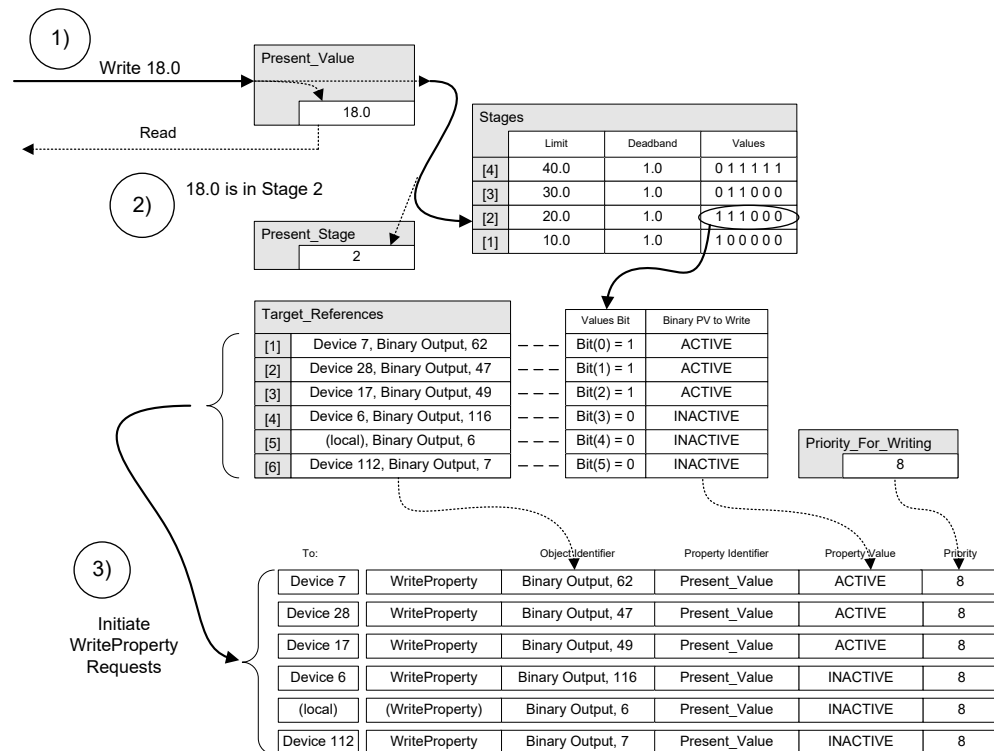 1)
Write 18.0
Present_Value
18.0
Read
2)
18.0 is in Stage 2
Present_Stage
2
Stages
Limit Deadband Values
[4] 40.0 1.0 0 1 1 1 1 1
[3] 30.0 1.0 0 1 1 0 0 0
[2] 20.0 1.0 1 1 1 0 0 0
[1] 10.0 1.0 1 0 0 0 0 0
Target_References
Values Bit Binary PV to Write
[1] Device 7, Binary Output, 62 Bit(0) = 1 ACTIVE
[2] Device 28, Binary Output, 47 Bit(1) = 1 ACTIVE
[3] Device 17, Binary Output, 49 Bit(2) = 1 ACTIVE
[4] Device 6, Binary Output, 116 Bit(3) = 0 INACTIVE
[5] (local), Binary Output, 6 Bit(4) = 0 INACTIVE
[6] Device 112, Binary Output, 7 Bit(5) = 0 INACTIVE
Priority_For_Writing
8
3)
Initiate
WriteProperty
Requests
To: Object Identifier Property Identifier Property Value Priority
Device 7 WriteProperty Binary Output, 62 Present_Value ACTIVE 8
Device 28 WriteProperty Binary Output, 47 Present_Value ACTIVE 8
Device 17 WriteProperty Binary Output, 49 Present_Value ACTIVE 8
Device 6 WriteProperty Binary Output, 116 Present_Value INACTIVE 8
(local) (WriteProperty) Binary Output, 6 Present_Value INACTIVE 8
Device 112 WriteProperty Binary Output, 7 Present_Value INACTIVE 8